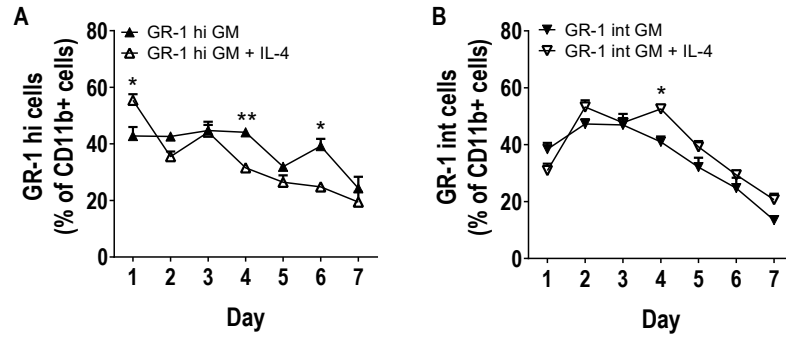 A
GR-1 hi GM
GR-1 hi GM + IL-4
GR-1 hi cells
(% of CD11b+ cells)
80
60
40
20
0
*
**
*
1 2 3 4 5 6 7
Day
B
GR-1 int GM
GR-1 int GM + IL-4
GR-1 int cells
(% of CD11b+ cells)
80
60
40
20
0
*
1 2 3 4 5 6 7
Day